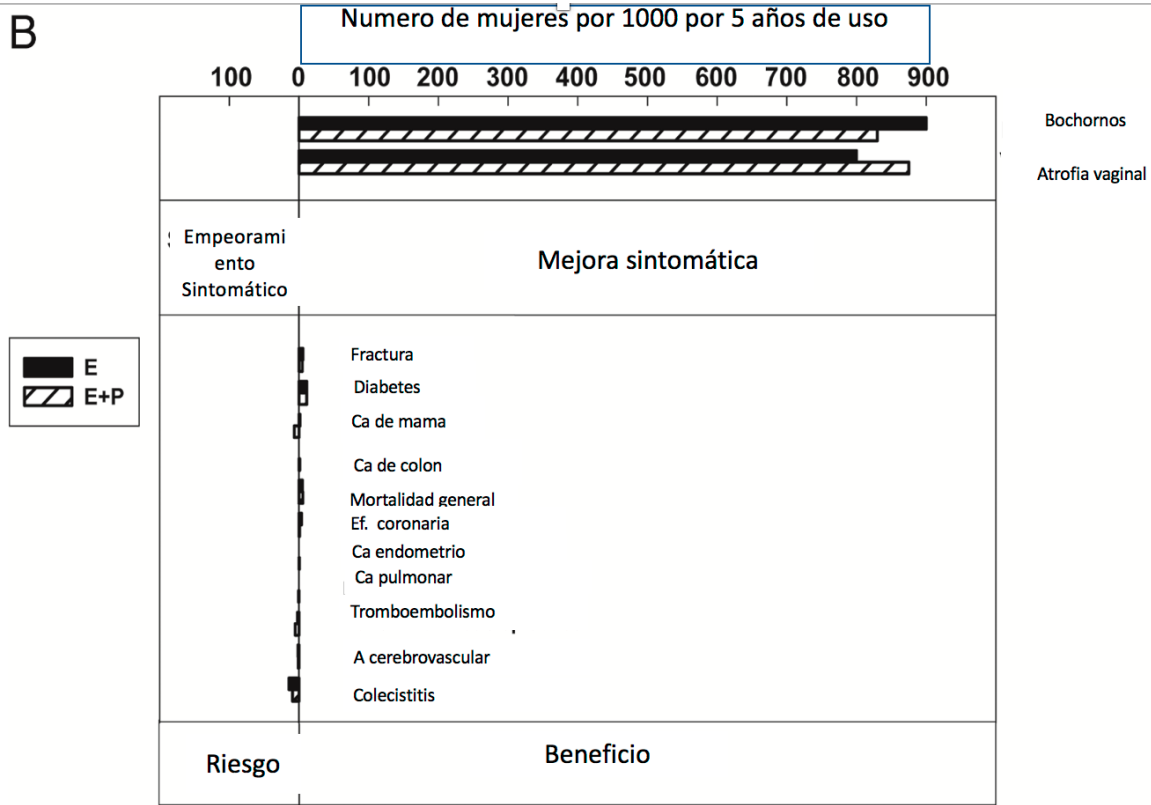 B
Numero de mujeres por 1000 por 5 años de uso
100 0 100 200 300 400 500 600 700 800 900
Bochornos
Atrofia vaginal
Empeorami
ento
Sintomático
Mejora sintomática
E
E+P
Fractura
Diabetes
Ca de mama
Ca de colon
Mortalidad general
Ef. coronaria
Ca endometrio
Ca pulmonar
Tromboembolismo
A cerebrovascular
Colecistitis
Riesgo
Beneficio